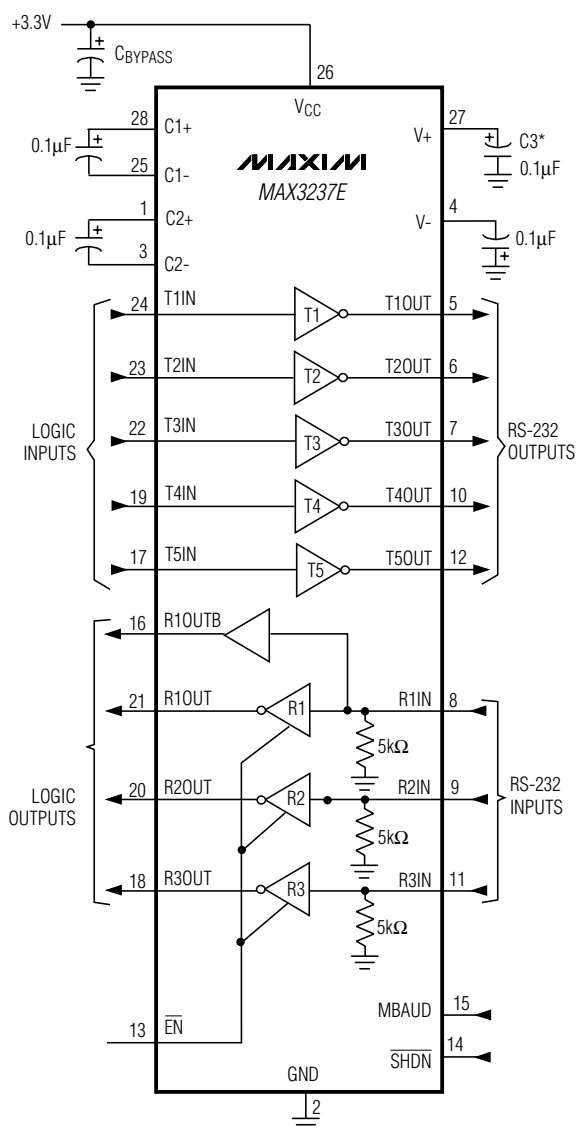 +3.3V
CBYPASS
26
VCC
28
C1+
0.1µF
25
C1-
1
C2+
0.1µF
3
C2-
MAXIM
MAX3237E
27
V+
C3*
0.1µF
4
V-
0.1µF
24
T1IN
T1
T1OUT
5
23
T2IN
T2
T2OUT
6
22
T3IN
T3
T3OUT
7
LOGIC
INPUTS
RS-232
OUTPUTS
19
T4IN
T4
T4OUT
10
17
T5IN
T5
T5OUT
12
16
R1OUTB
21
R1OUT
R1
R1IN
8
5kΩ
20
R2OUT
R2
R2IN
9
LOGIC
OUTPUTS
RS-232
INPUTS
5kΩ
18
R3OUT
R3
R3IN
11
5kΩ
MBAUD
15
13
EN
SHDN
14
GND
2